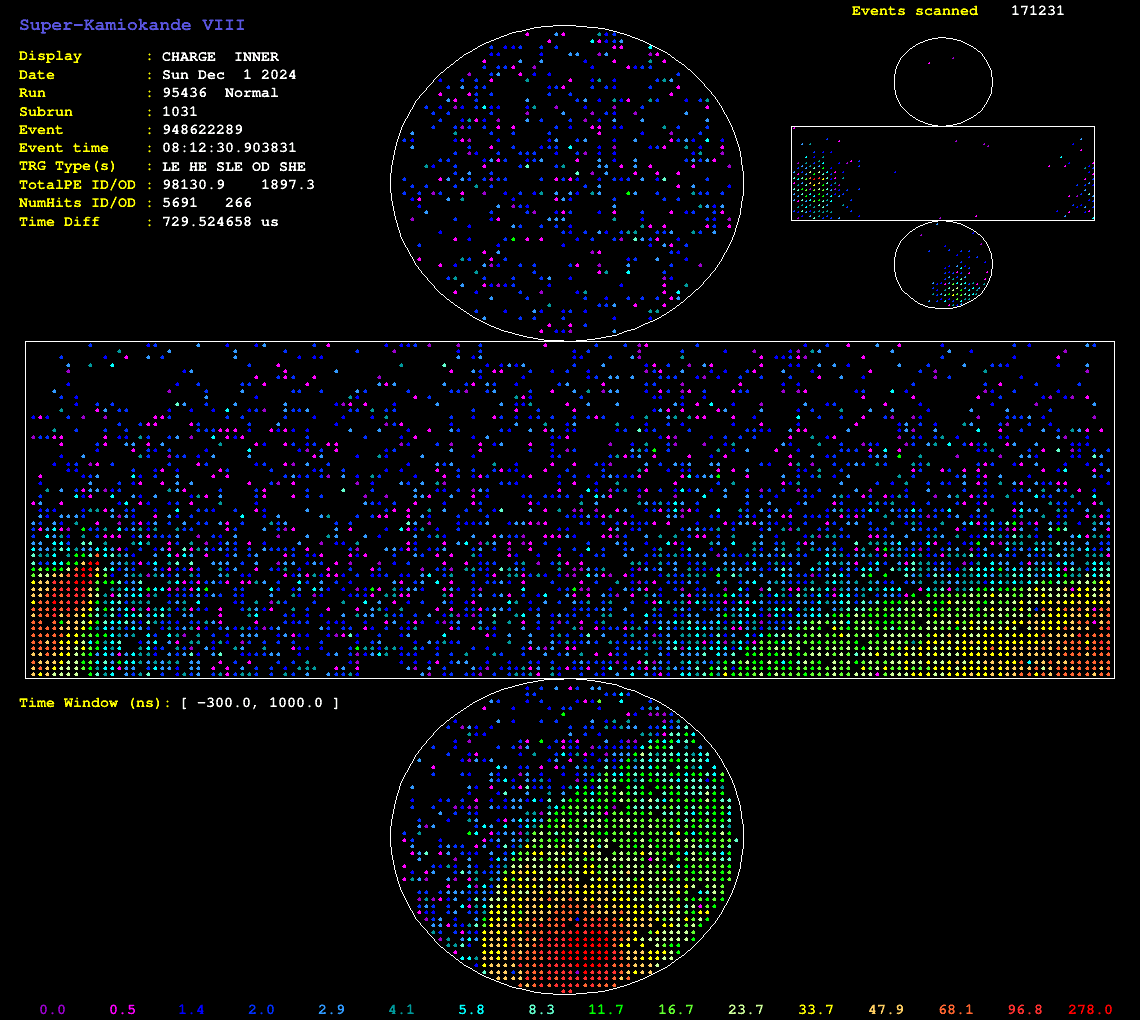 Super-Kamiokande VIII
Events scanned 171231
Display : CHARGE INNER
Date : Sun Dec 1 2024
Run : 95436 Normal
Subrun : 1031
Event : 948622289
Event time : 08:12:30.903831
TRG Type(s) : LE HE SLE OD SHE
TotalPE ID/OD : 98130.9 1897.3
NumHits ID/OD : 5691 266
Time Diff : 729.524658 us
Time Window (ns): [ -300.0, 1000.0 ]
0.0 0.5 1.4 2.0 2.9 4.1 5.8 8.3 11.7 16.7 23.7 33.7 47.9 68.1 96.8 278.0